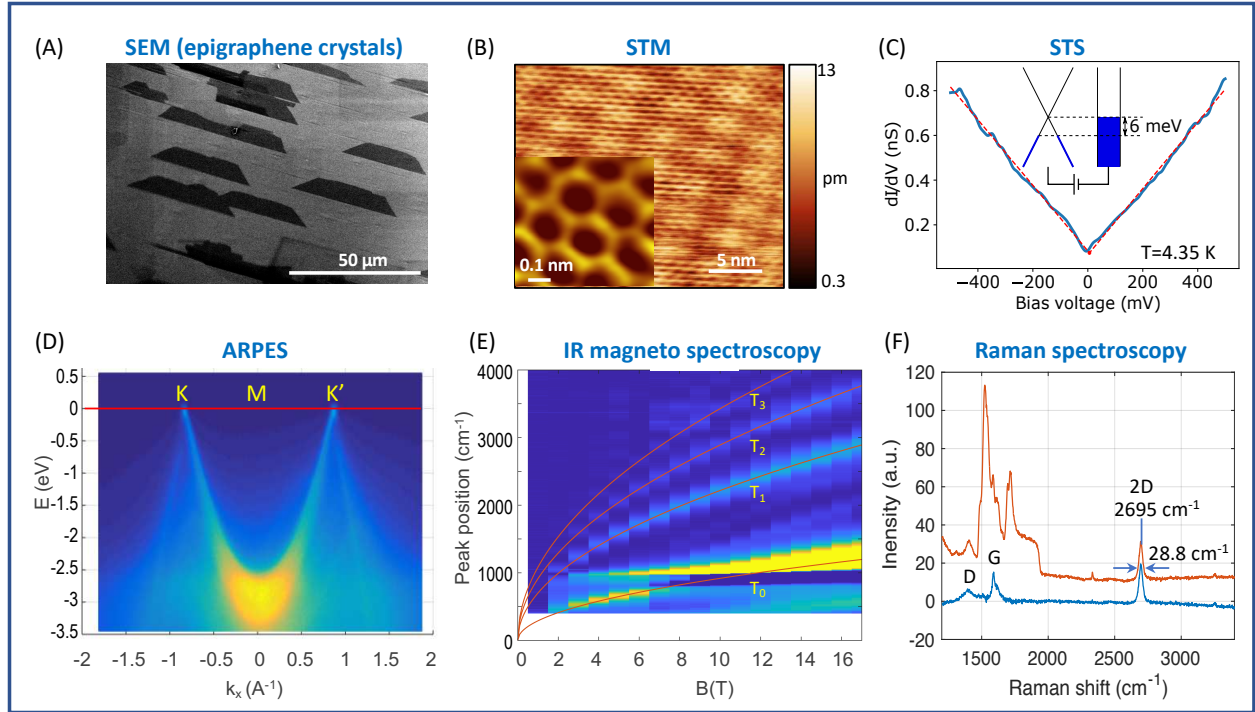 (A)
SEM (epigraphene crystals)
50 µm
(B)
STM
13
pm
0.3
0.1 nm
5 nm
(C)
STS
dI/dV (nS)
0.8
0.6
0.4
0.2
6 meV
T=4.35 K
−400 −200 0 200 400
Bias voltage (mV)
(D)
ARPES
K M K’
E (eV)
0.5
0
-0.5
-1
-1.5
-2
-2.5
-3
-3.5
-2 -1.5 -1 -0.5 0 0.5 1 1.5 2
kₓ (A⁻¹)
(E)
IR magneto spectroscopy
Peak position (cm⁻¹)
4000
3000
2000
1000
0
T₃
T₂
T₁
T₀
0 2 4 6 8 10 12 14 16
B(T)
(F)
Raman spectroscopy
Inensity (a.u.)
120
100
80
60
40
20
0
-20
2D
2695 cm⁻¹
28.8 cm⁻¹
D
G
1500 2000 2500 3000
Raman shift (cm⁻¹)